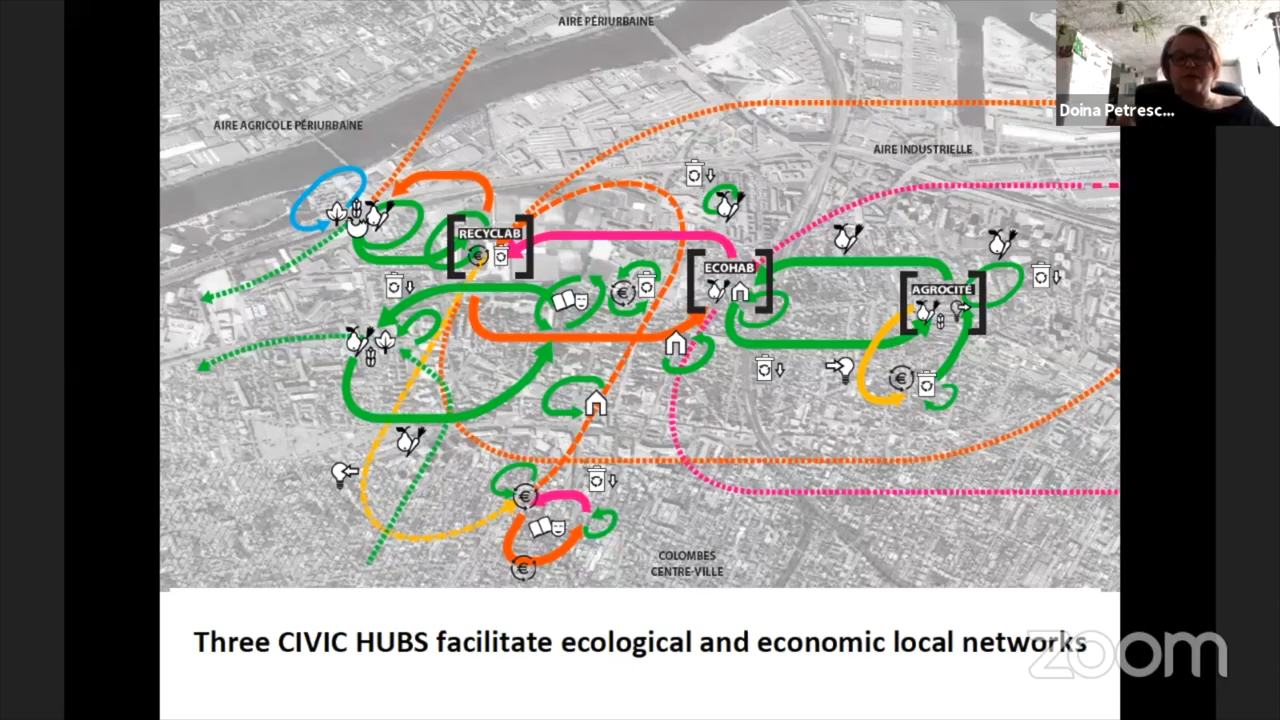 AIRE PÉRIURBAINE
Doina Petresc...
AIRE AGRICOLE PÉRIURBAINE
AIRE INDUSTRIELLE
RECYCLAB
ECOHAB
AGROCITÉ
€
€
€
€
€
COLOMBES
CENTRE-VILLE
Three CIVIC HUBS facilitate ecological and economic local networks
zoom